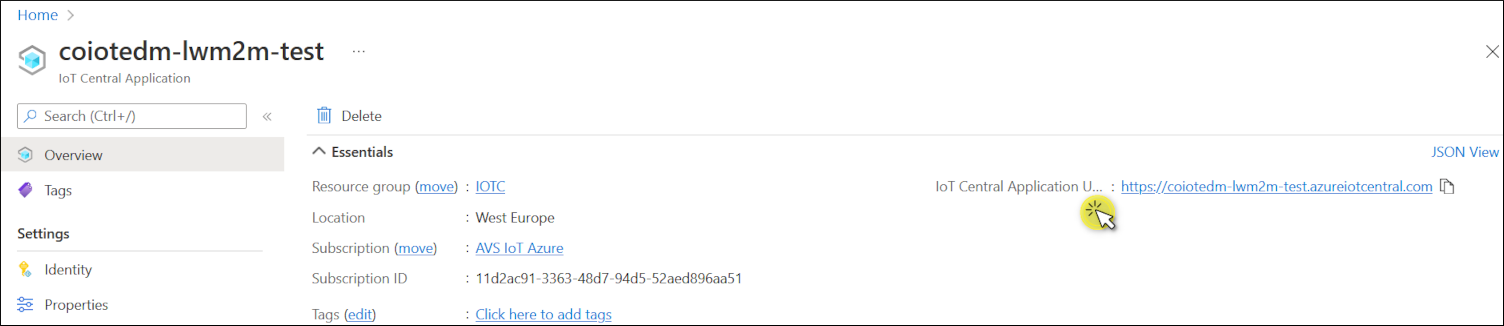 Home >
coiotedm-lwm2m-test ...
IoT Central Application
Search (Ctrl+/) «
Overview
Tags
Settings
Identity
Properties
Delete
Essentials
JSON View
Resource group (move) : IOTC
Location : West Europe
Subscription (move) : AVS IoT Azure
Subscription ID : 11d2ac91-3363-48d7-94d5-52aed896aa51
Tags (edit) : Click here to add tags
IoT Central Application U... : https://coiotedm-lwm2m-test.azureiotcentral.com